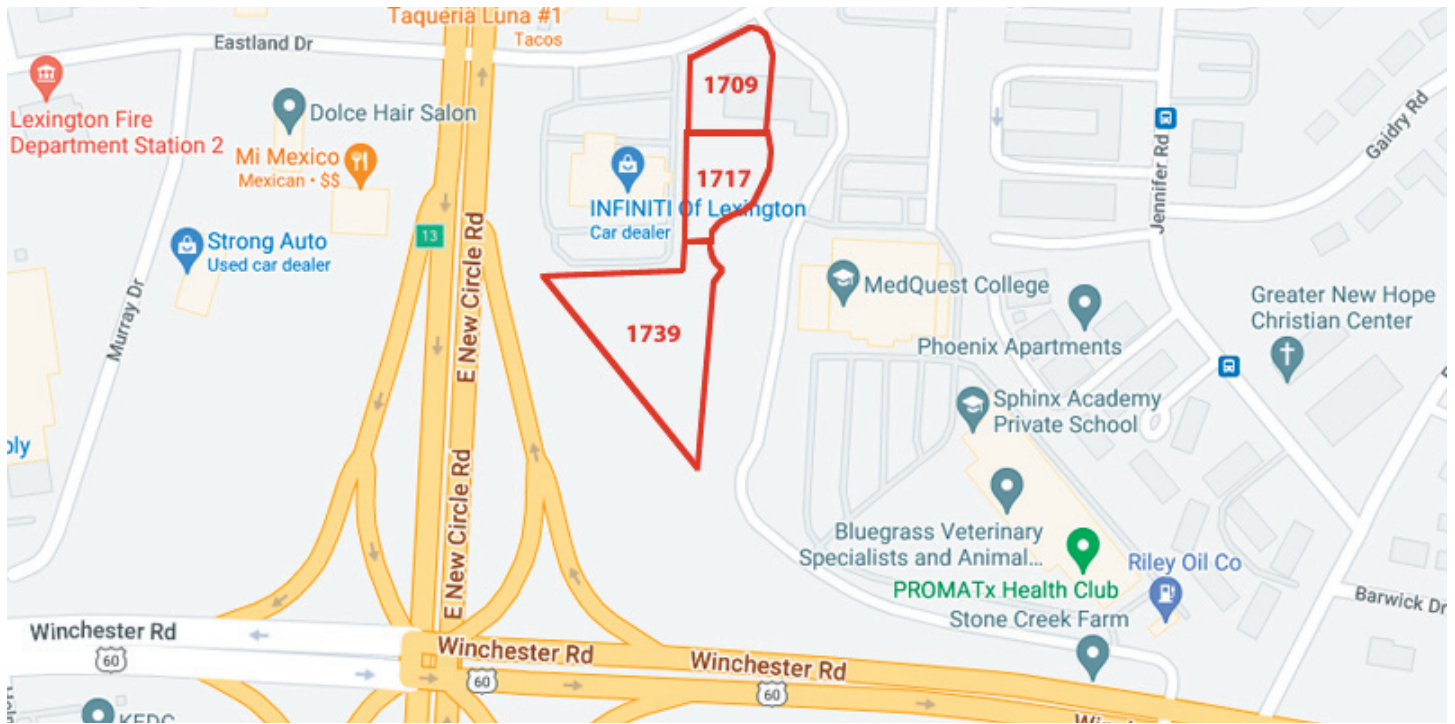 Taqueria Luna #1
Tacos
Eastland Dr
Lexington Fire
Department Station 2
Dolce Hair Salon
Mi Mexico
Mexican • $$
Strong Auto
Used car dealer
Murray Dr
13
E New Circle Rd
E New Circle Rd
1709
1717
INFINITI Of Lexington
Car dealer
1739
Jennifer Rd
Gaidry Rd
MedQuest College
Phoenix Apartments
Greater New Hope
Christian Center
Sphinx Academy
Private School
Bluegrass Veterinary
Specialists and Animal...
PROMATx Health Club
Riley Oil Co
Stone Creek Farm
Barwick Dr
Winchester Rd
60
Winchester Rd
60
Winchester Rd
60
KEDC